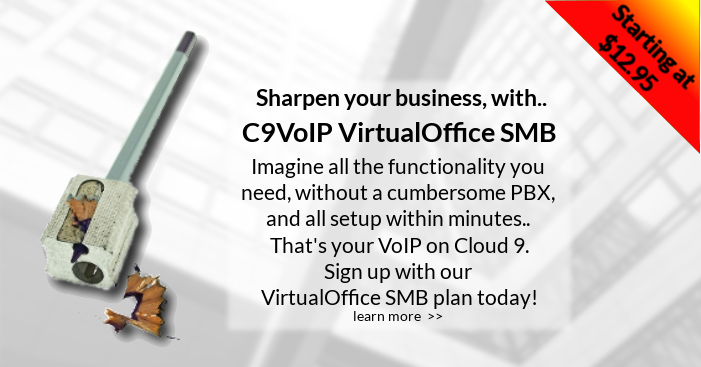 Starting at
$12.95
Sharpen your business, with..
C9VoIP VirtualOffice SMB
Imagine all the functionality you
need, without a cumbersome PBX,
and all setup within minutes..
That's your VoIP on Cloud 9.
Sign up with our
VirtualOffice SMB plan today!
learn more >>